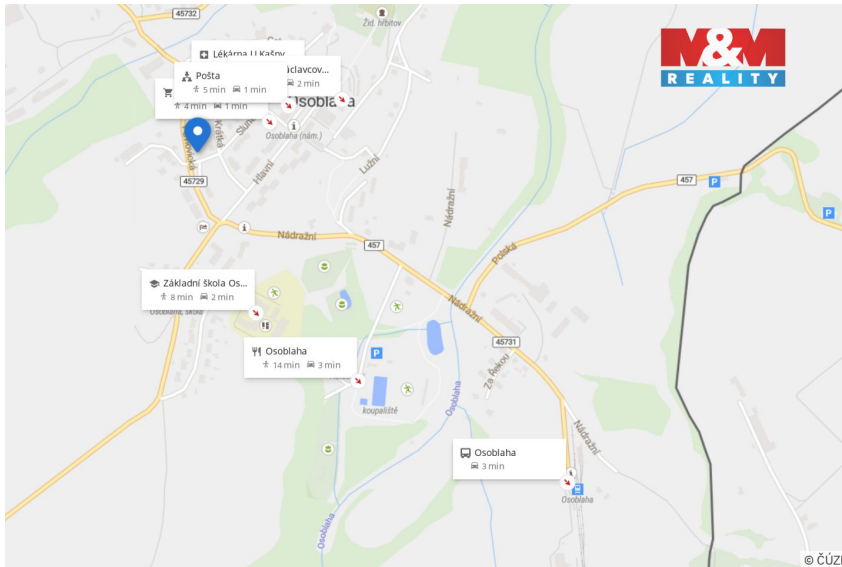 45732
Žid. hřbitov
M&M
REALITY
Lékárna U Kašny
Pošta
5 min 1 min
2 min
4 min 1 min
Osoblaha
Osoblaha (nám.)
Krátká
Hlavní
Lužní
45729
457
Nádražní
Nádražní
457
Polská
Základní škola Os...
8 min 2 min
Osoblaha, škola
Nádražní
45731
Osoblaha
14 min 3 min
Za Řekou
koupaliště
Osoblaha
Nádražní
Osoblaha
3 min
Osoblaha
Osoblaha
P
P
P